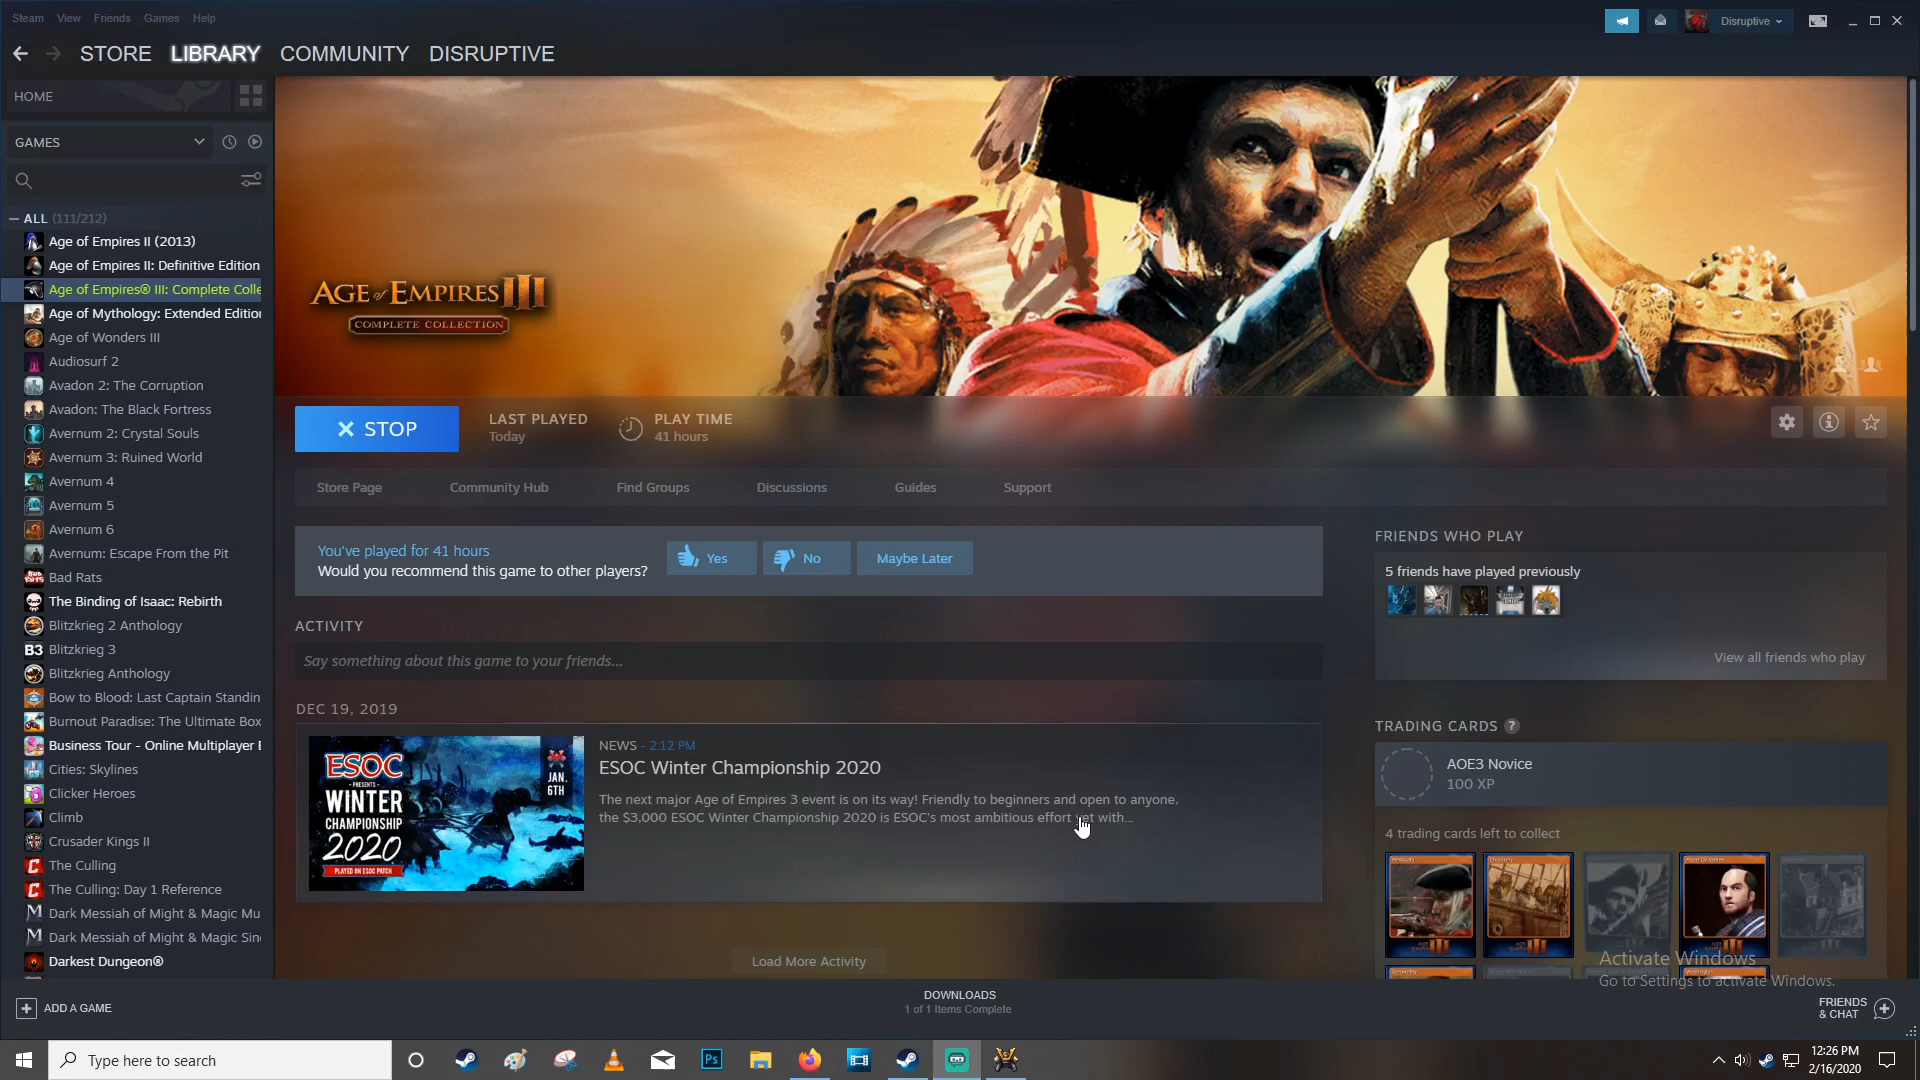 Steam View Friends Games Help
Disruptive
STORE LIBRARY COMMUNITY DISRUPTIVE
HOME
GAMES
ALL (111/212)
Age of Empires II (2013)
Age of Empires II: Definitive Edition
Age of Empires® III: Complete Colle
Age of Mythology: Extended Edition
Age of Wonders III
Audiosurf 2
Avadon 2: The Corruption
Avadon: The Black Fortress
Avernum 2: Crystal Souls
Avernum 3: Ruined World
Avernum 4
Avernum 5
Avernum 6
Avernum: Escape From the Pit
Bad Rats
The Binding of Isaac: Rebirth
Blitzkrieg 2 Anthology
B3 Blitzkrieg 3
Blitzkrieg Anthology
Bow to Blood: Last Captain Standin
Burnout Paradise: The Ultimate Box
Business Tour - Online Multiplayer
Cities: Skylines
Clicker Heroes
Climb
Crusader Kings II
The Culling
The Culling: Day 1 Reference
Dark Messiah of Might & Magic Mu
Dark Messiah of Might & Magic Sin
Darkest Dungeon®
ADD A GAME
AGE of EMPIRES III
COMPLETE COLLECTION
STOP
LAST PLAYED
Today
PLAY TIME
41 hours
Store Page Community Hub Find Groups Discussions Guides Support
You've played for 41 hours
Would you recommend this game to other players?
Yes No Maybe Later
ACTIVITY
Say something about this game to your friends...
DEC 19, 2019
ESOC
PRESENTS
WINTER
CHAMPIONSHIP
2020
PLAYED ON ESOC PATCH
JAN.
6TH
NEWS - 2:12 PM
ESOC Winter Championship 2020
The next major Age of Empires 3 event is on its way! Friendly to beginners and open to anyone,
the $3,000 ESOC Winter Championship 2020 is ESOC's most ambitious effort yet with...
Load More Activity
FRIENDS WHO PLAY
5 friends have played previously
View all friends who play
TRADING CARDS ?
AOE3 Novice
100 XP
4 trading cards left to collect
Activate Windows
Go to Settings to activate Windows.
DOWNLOADS
1 of 1 Items Complete
FRIENDS
& CHAT
Type here to search
Ps
12:26 PM
2/16/2020